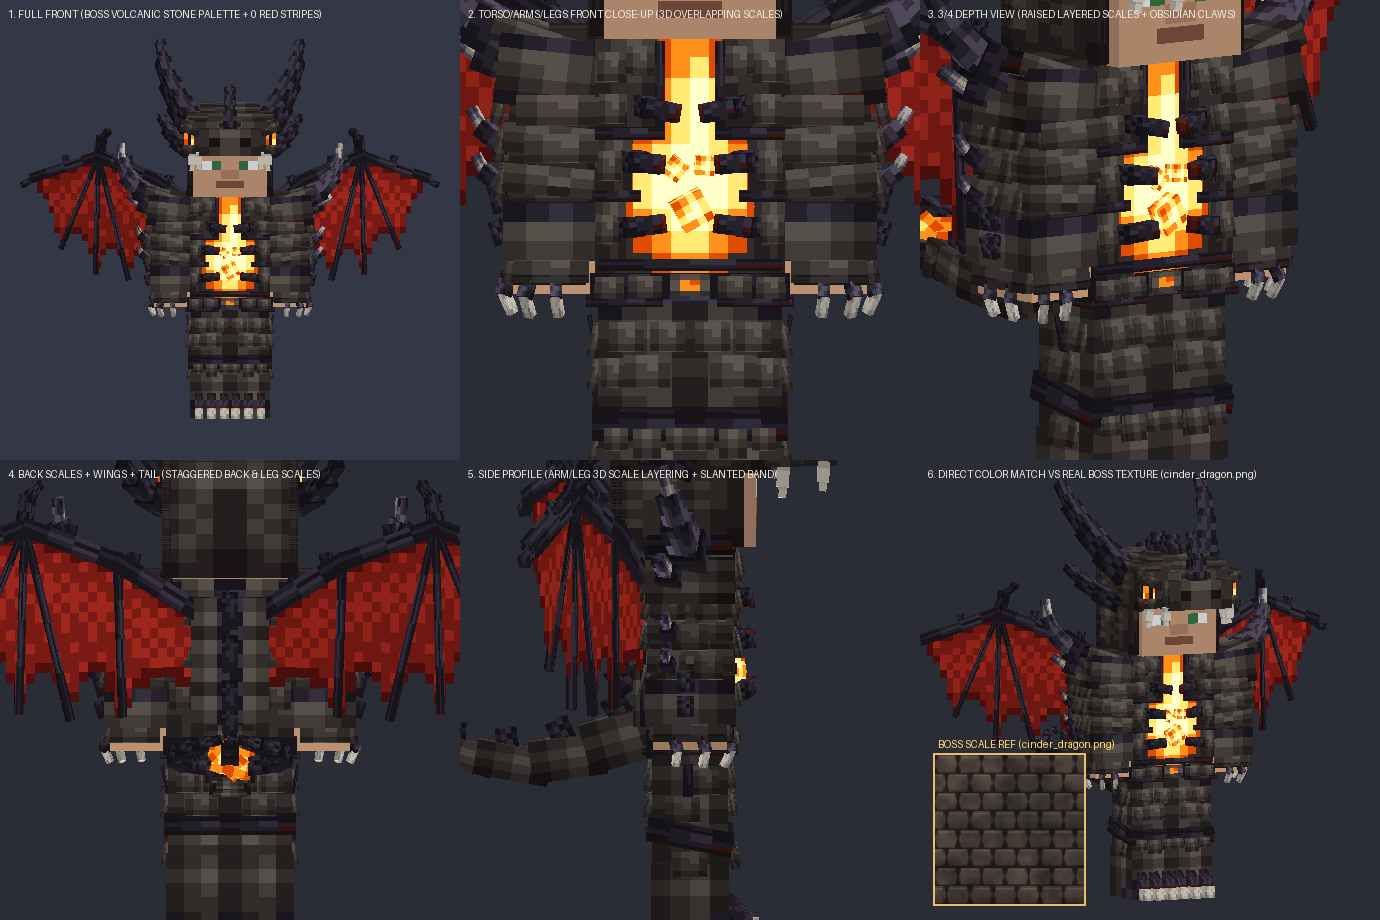 1. FULL FRONT (BOSS VOLCANIC STONE PALETTE + 0 RED STRIPES)
2. TORSO/ARMS/LEGS FRONT CLOSE-UP (3D OVERLAPPING SCALES)
3. 3/4 DEPTH VIEW (RAISED LAYERED SCALES + OBSIDIAN CLAWS)
4. BACK SCALES + WINGS + TAIL (STAGGERED BACK & LEG SCALES)
5. SIDE PROFILE (ARM/LEG 3D SCALE LAYERING + SLANTED BAND)
6. DIRECT COLOR MATCH VS REAL BOSS TEXTURE (cinder_dragon.png)
BOSS SCALE REF (cinder_dragon.png)